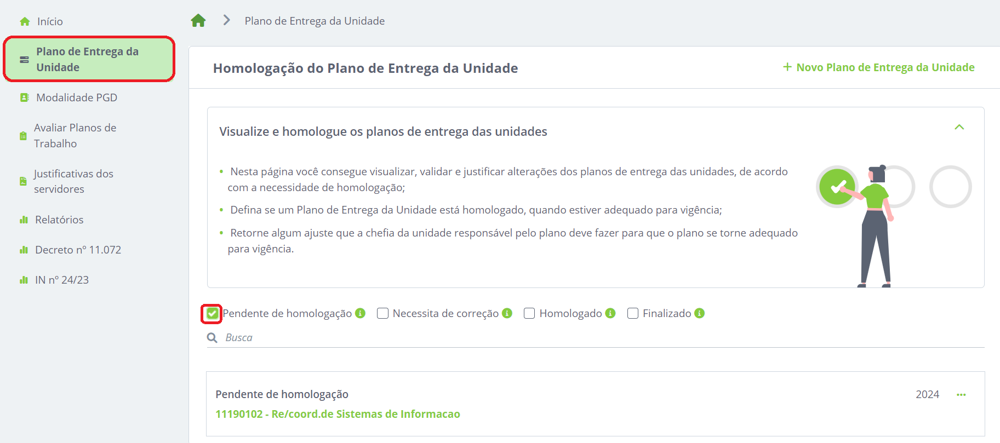 Início
Plano de Entrega da
Unidade
Modalidade PGD
Avaliar Planos de
Trabalho
Justificativas dos
servidores
Relatórios
Decreto nº 11.072
IN nº 24/23
Plano de Entrega da Unidade
Homologação do Plano de Entrega da Unidade
+ Novo Plano de Entrega da Unidade
Visualize e homologue os planos de entrega das unidades
• Nesta página você consegue visualizar, validar e justificar alterações dos planos de entrega das unidades, de acordo
com a necessidade de homologação;
• Defina se um Plano de Entrega da Unidade está homologado, quando estiver adequado para vigência;
• Retorne algum ajuste que a chefia da unidade responsável pelo plano deve fazer para que o plano se torne adequado
para vigência.
Pendente de homologação Necessita de correção Homologado Finalizado
Busca
Pendente de homologação 2024 ...
11190102 - Re/coord.de Sistemas de Informacao